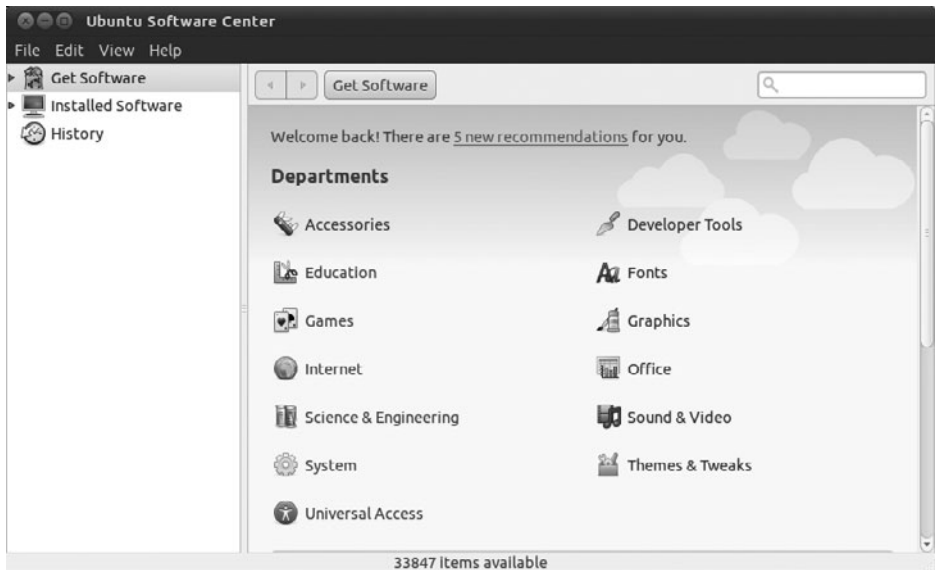 Ubuntu Software Center
File Edit View Help
Get Software
Installed Software
History
Get Software
Welcome back! There are 5 new recommendations for you.
Departments
Accessories
Developer Tools
Education
Fonts
Games
Graphics
Internet
Office
Science & Engineering
Sound & Video
System
Themes & Tweaks
Universal Access
33847 items available